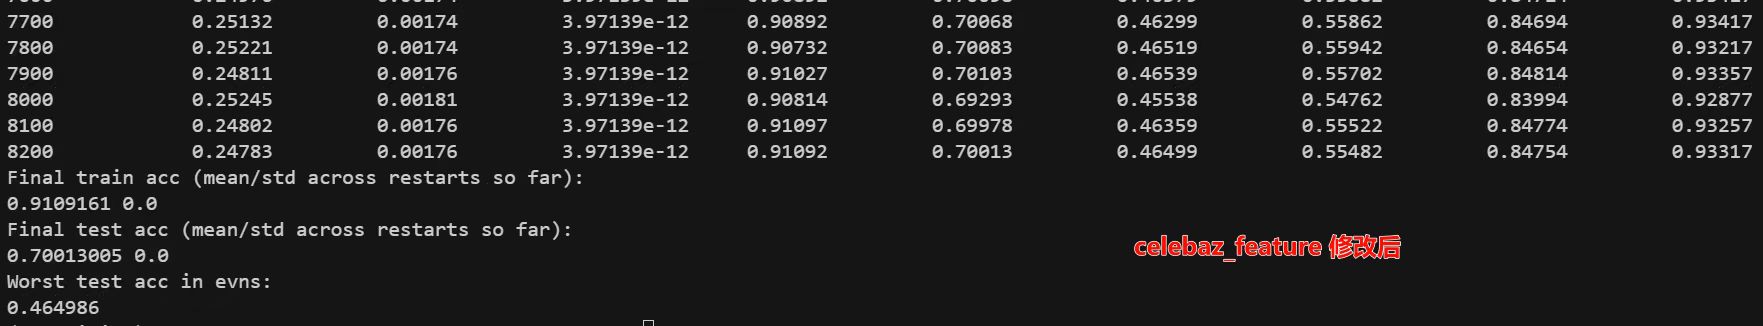 7700 0.25132 0.00174 3.97139e-12 0.90892 0.70068 0.46299 0.55862 0.84694 0.93417
7800 0.25221 0.00174 3.97139e-12 0.90732 0.70083 0.46519 0.55942 0.84654 0.93217
7900 0.24811 0.00176 3.97139e-12 0.91027 0.70103 0.46539 0.55702 0.84814 0.93357
8000 0.25245 0.00181 3.97139e-12 0.90814 0.69293 0.45538 0.54762 0.83994 0.92877
8100 0.24802 0.00176 3.97139e-12 0.91097 0.69978 0.46359 0.55522 0.84774 0.93257
8200 0.24783 0.00176 3.97139e-12 0.91092 0.70013 0.46499 0.55482 0.84754 0.93317
Final train acc (mean/std across restarts so far):
0.9109161 0.0
Final test acc (mean/std across restarts so far):
0.70013005 0.0
celebaz_feature 修改后
Worst test acc in evns:
0.464986